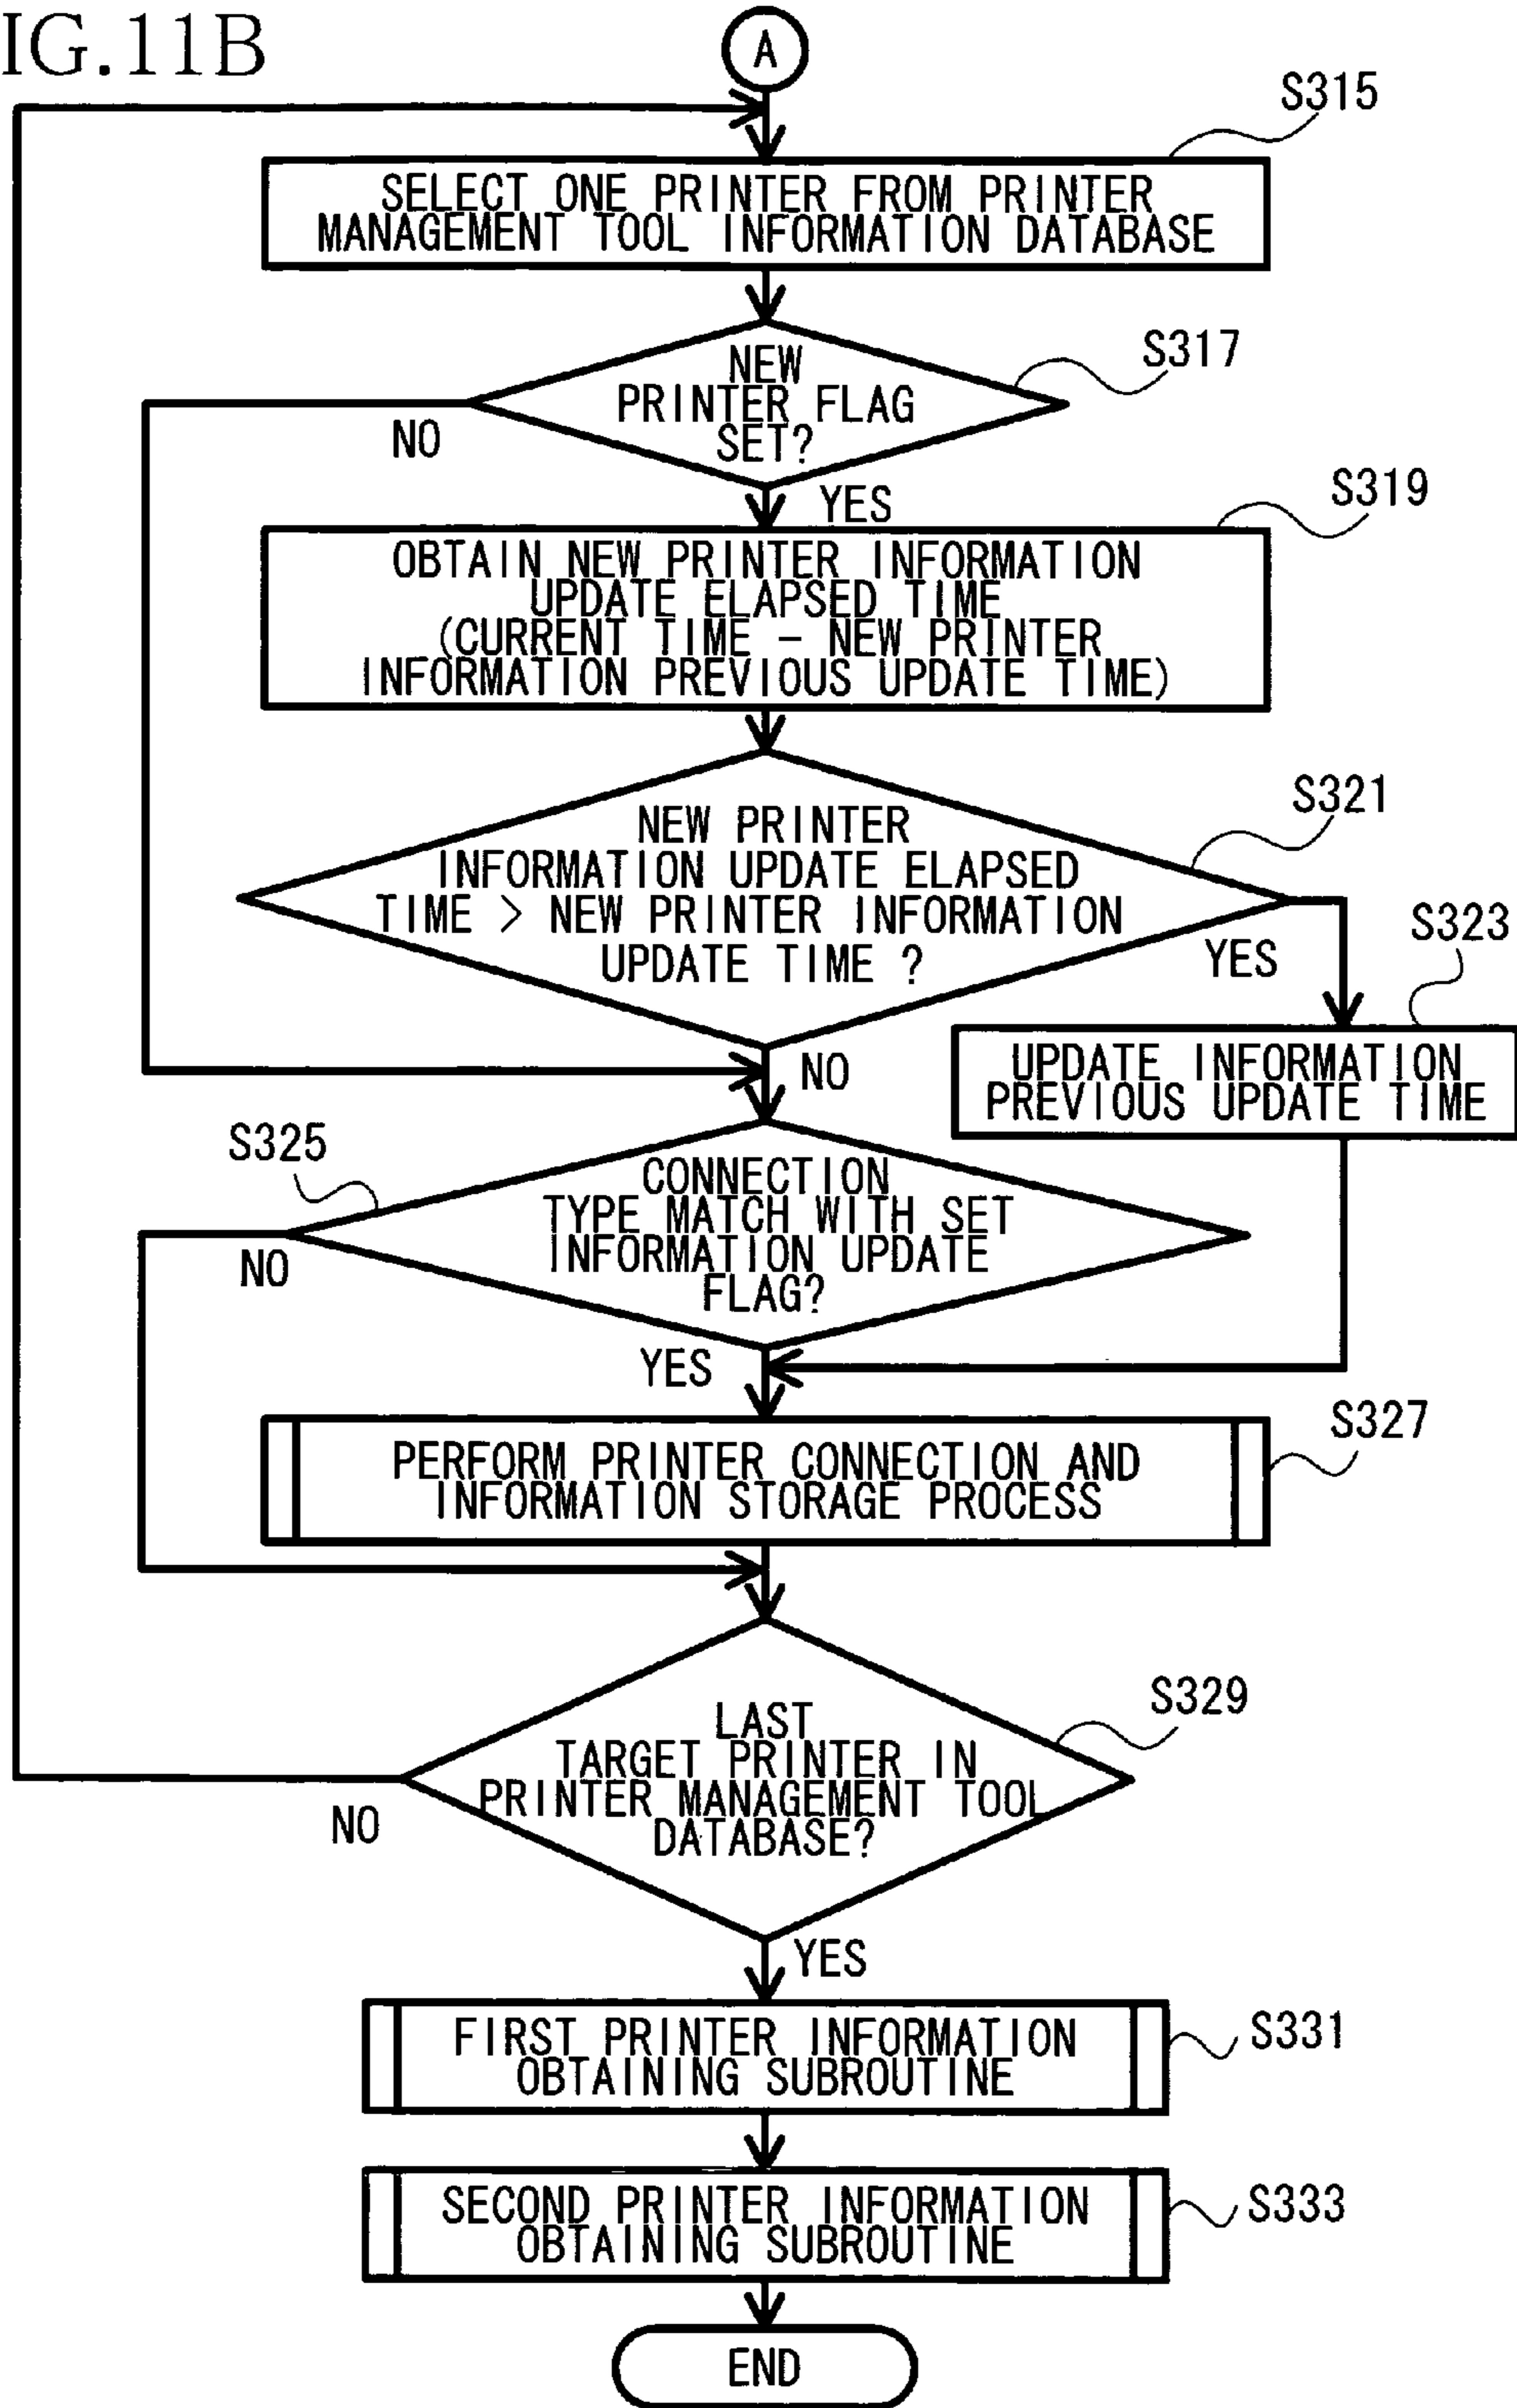 IG.11B
A
S315
SELECT ONE PRINTER FROM PRINTER
MANAGEMENT TOOL INFORMATION DATABASE
S317
NEW
PRINTER FLAG
SET?
NO
YES
S319
OBTAIN NEW PRINTER INFORMATION
UPDATE ELAPSED TIME
(CURRENT TIME - NEW PRINTER
INFORMATION PREVIOUS UPDATE TIME)
S321
NEW PRINTER
INFORMATION UPDATE ELAPSED
TIME > NEW PRINTER INFORMATION
UPDATE TIME ?
YES
S323
NO
UPDATE INFORMATION
PREVIOUS UPDATE TIME
S325
CONNECTION
TYPE MATCH WITH SET
INFORMATION UPDATE
FLAG?
NO
YES
S327
PERFORM PRINTER CONNECTION AND
INFORMATION STORAGE PROCESS
S329
LAST
TARGET PRINTER IN
PRINTER MANAGEMENT TOOL
DATABASE?
NO
YES
FIRST PRINTER INFORMATION
OBTAINING SUBROUTINE
S331
SECOND PRINTER INFORMATION
OBTAINING SUBROUTINE
S333
END